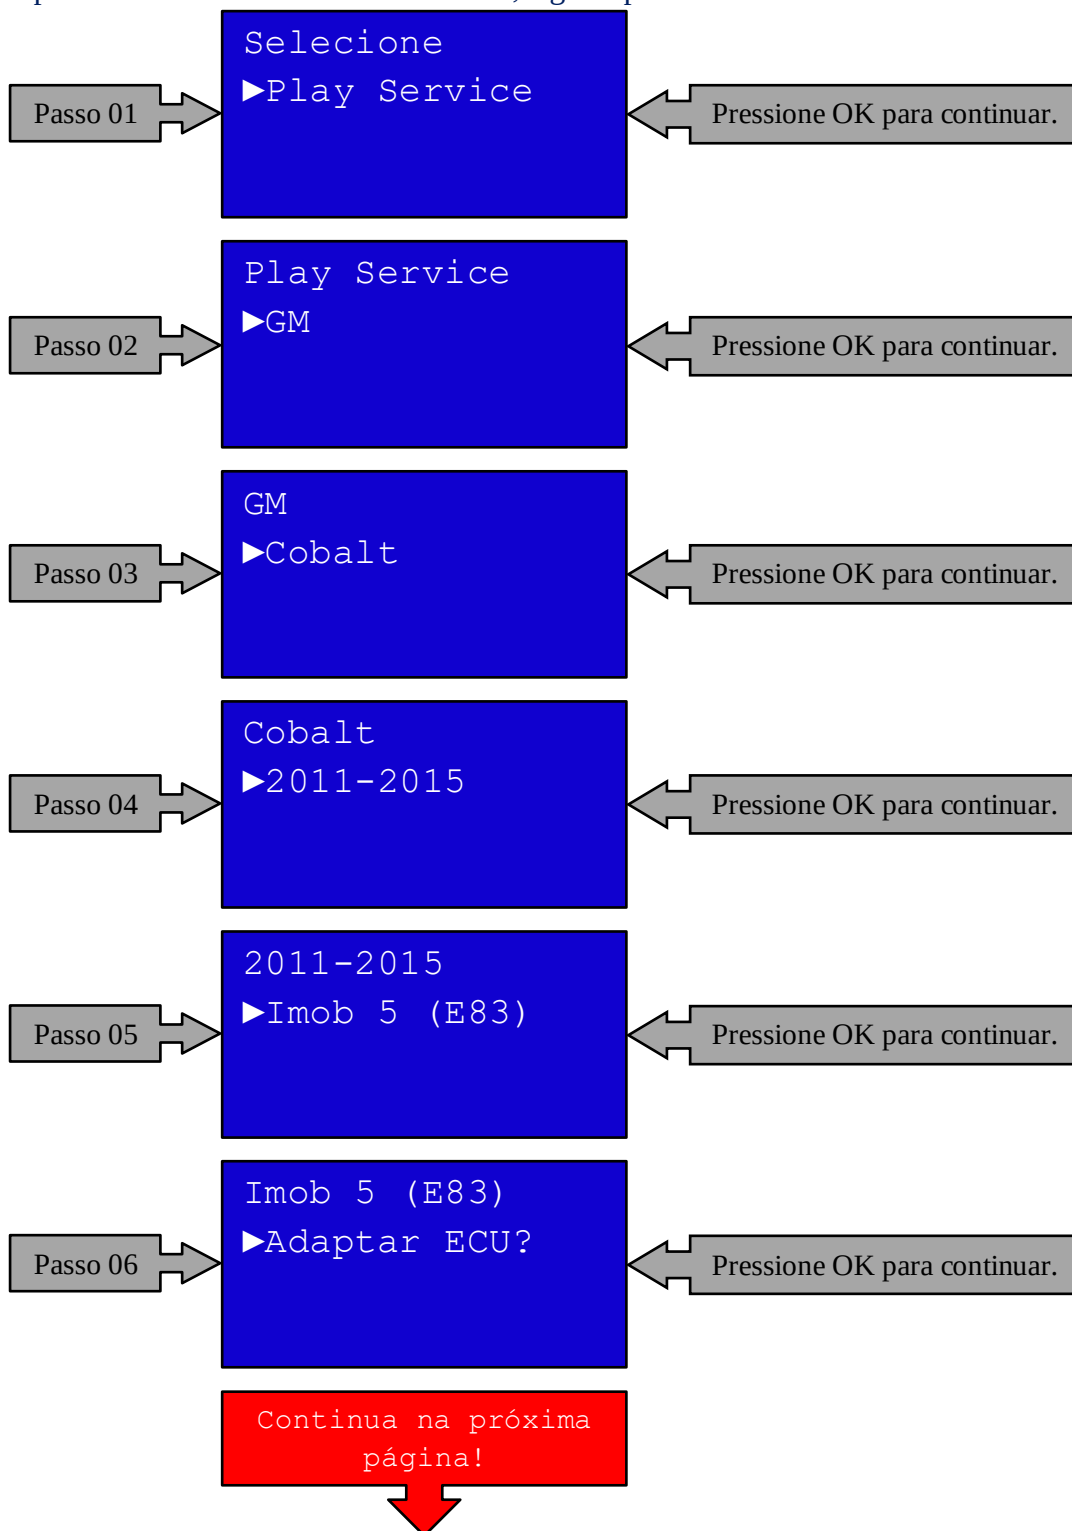 Selecione
►Play Service
Passo 01
Pressione OK para continuar.
Play Service
►GM
Passo 02
Pressione OK para continuar.
GM
►Cobalt
Passo 03
Pressione OK para continuar.
Cobalt
►2011-2015
Passo 04
Pressione OK para continuar.
2011-2015
►Imob 5 (E83)
Passo 05
Pressione OK para continuar.
Imob 5 (E83)
►Adaptar ECU?
Passo 06
Pressione OK para continuar.
Continua na próxima
página!